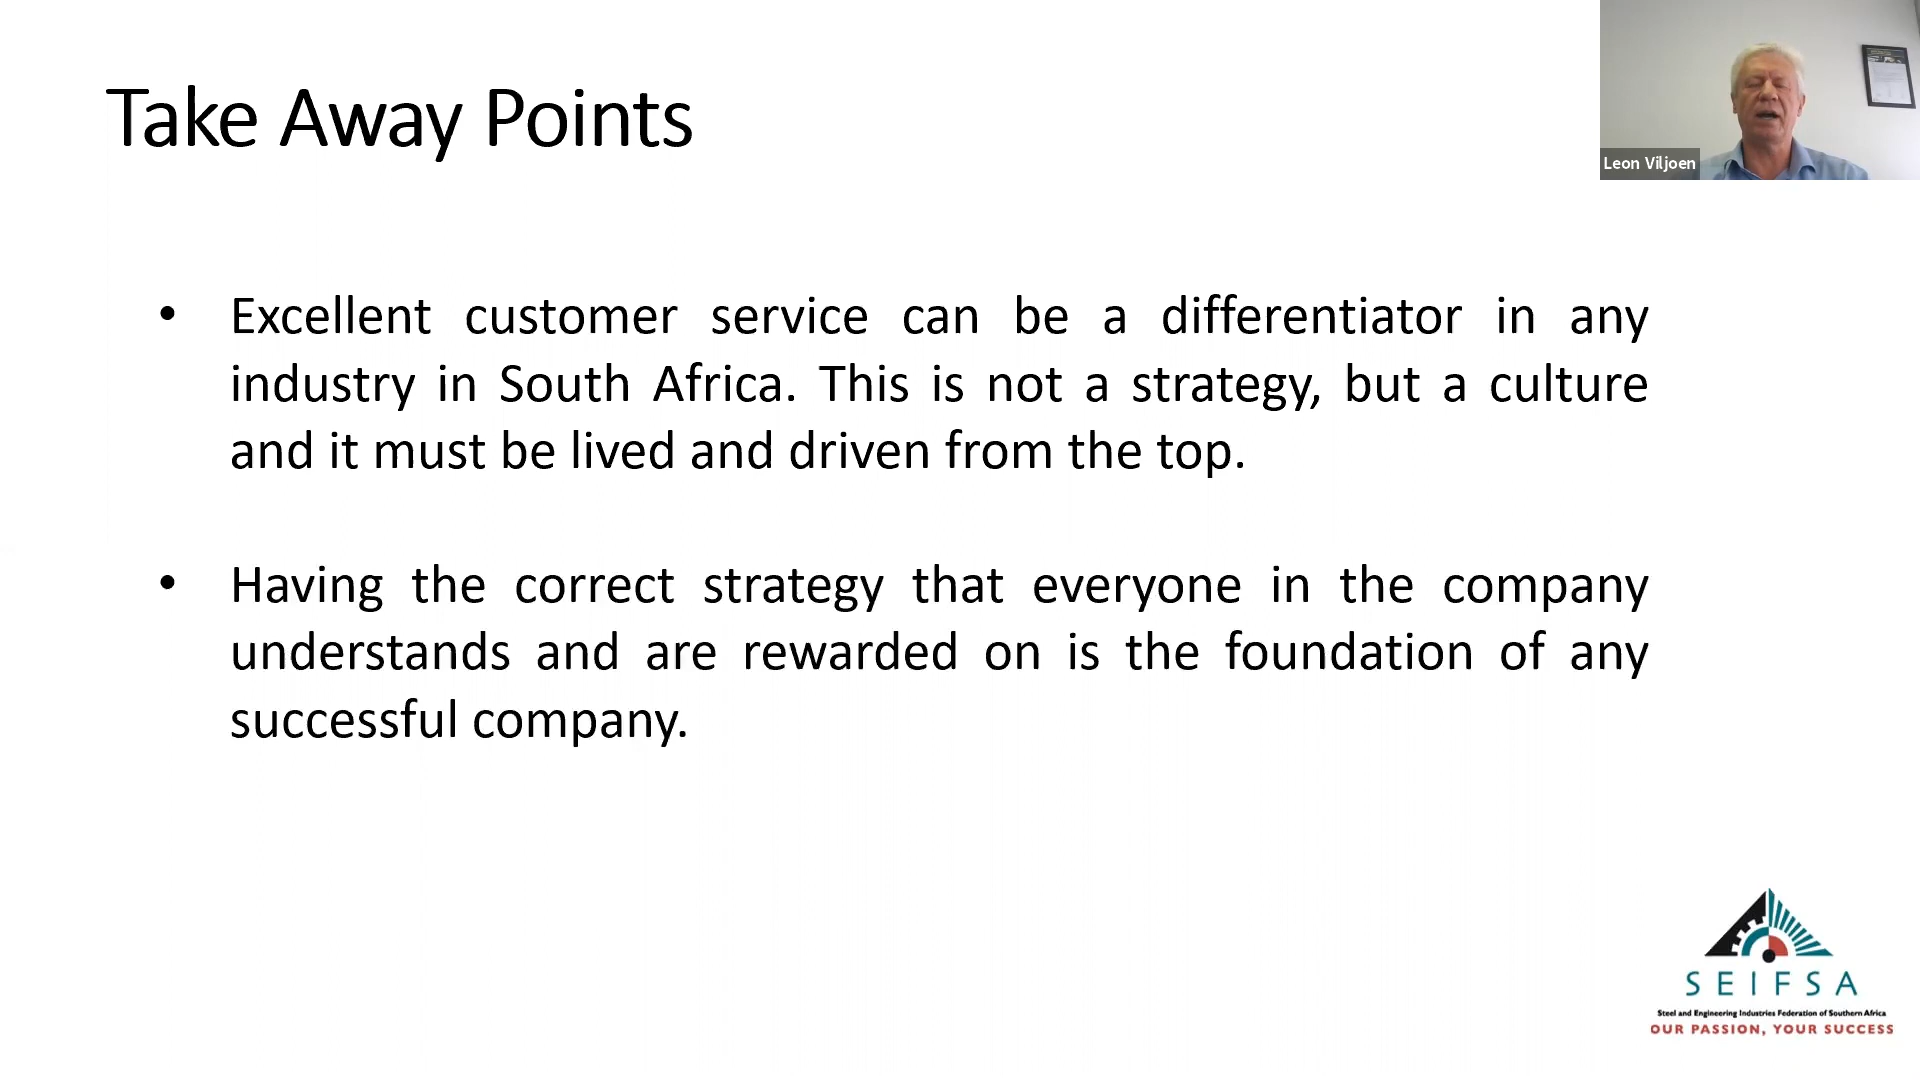 Take Away Points
Leon Viljoen
• Excellent customer service can be a differentiator in any
industry in South Africa. This is not a strategy, but a culture
and it must be lived and driven from the top.
• Having the correct strategy that everyone in the company
understands and are rewarded on is the foundation of any
successful company.
SEIFSA
Steel and Engineering Industries Federation of Southern Africa
OUR PASSION, YOUR SUCCESS